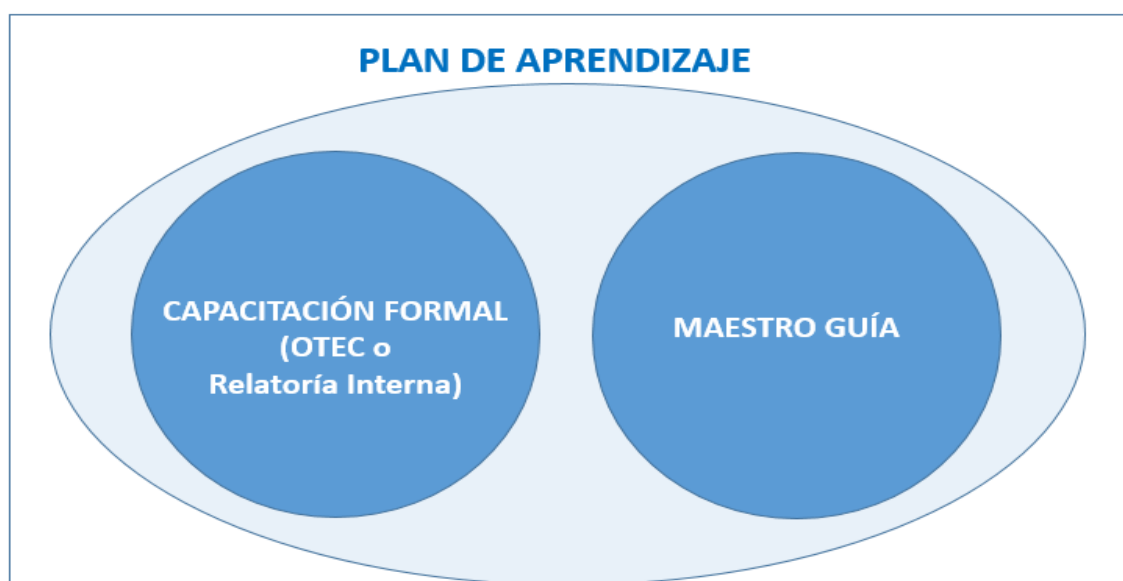 PLAN DE APRENDIZAJE
CAPACITACIÓN FORMAL
(OTEC o
Relatoría Interna)
MAESTRO GUÍA